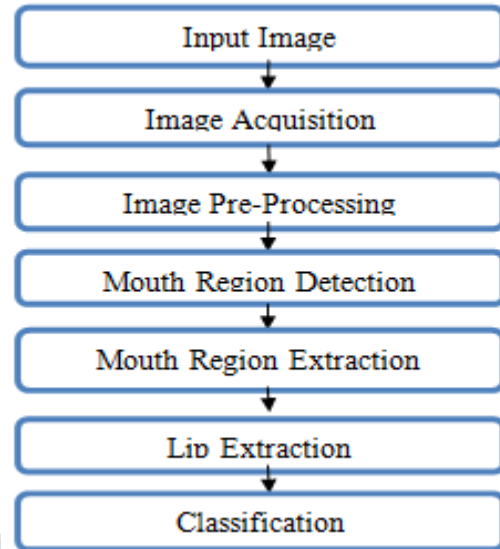 Input Image
Image Acquisition
Image Pre-Processing
Mouth Region Detection
Mouth Region Extraction
Lip Extraction
Classification